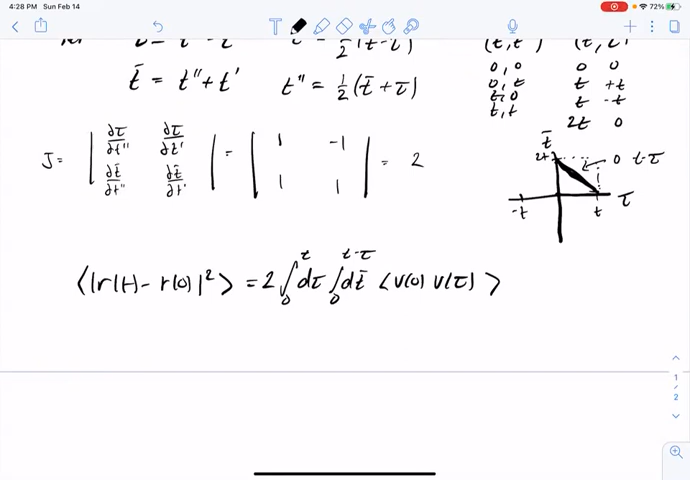 4:28 PM Sun Feb 14
72%
t̄ = t" + t'    t" = ½(t̄ + τ)
0, 0    0    0
0, t    t    +t
t, 0    t    -t
t, t    2t    0
J = | ∂τ/∂t"  ∂τ/∂t' ; ∂t̄/∂t"  ∂t̄/∂t' | = | 1  -1 ; 1  1 | = 2
t̄
2t    0    t-τ
-t    t    τ
⟨|r(t) - r(0)|²⟩ = 2∫₀ᵗ dτ ∫₀ᵗ⁻τ dt̄ ⟨v(0) v(τ)⟩
1
/
2